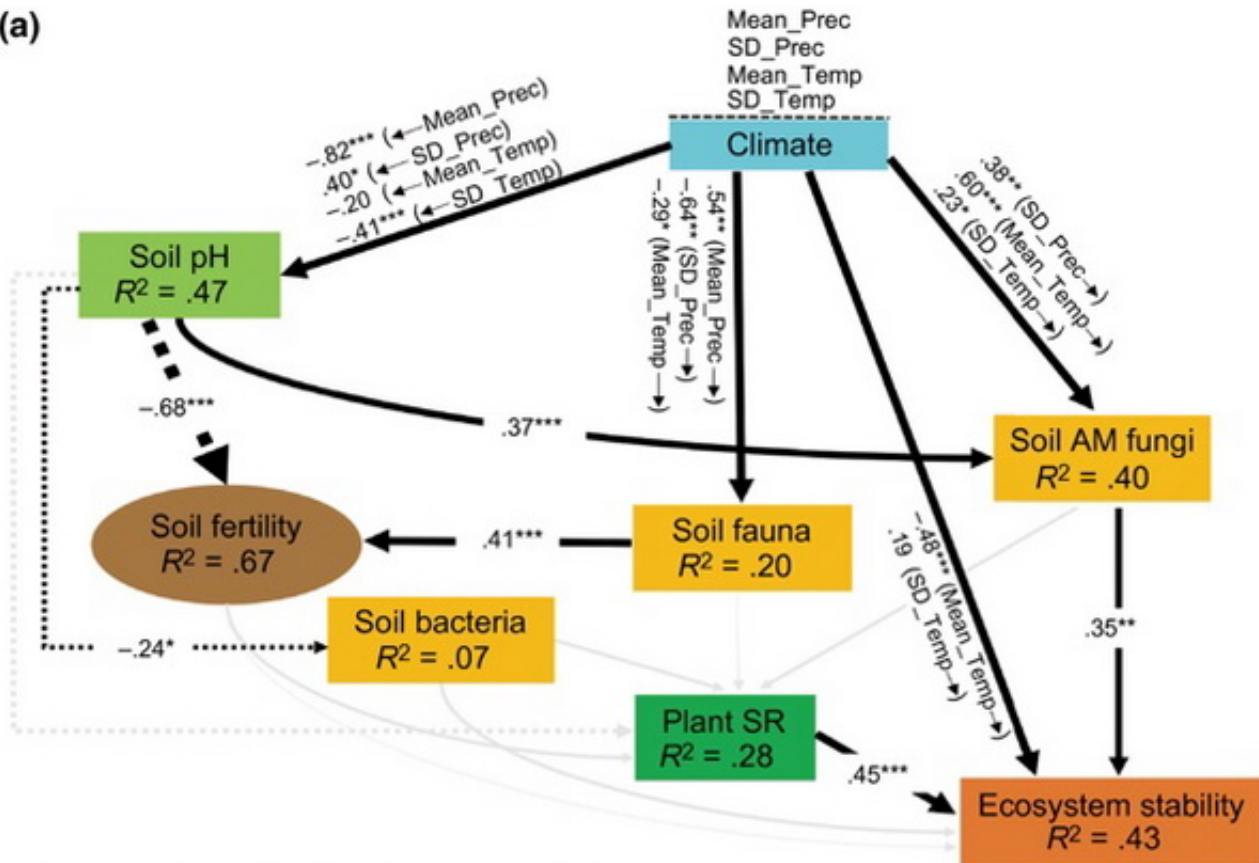 (a)
Mean_Prec
SD_Prec
Mean_Temp
SD_Temp
Climate
–.82*** (←Mean_Prec)
.40* (←SD_Prec)
–.20 (←Mean_Temp)
–.41*** (←SD_Temp)
.54** (Mean_Prec→)
–.64** (SD_Prec→)
–.29* (Mean_Temp→)
.38** (SD_Prec→)
.60*** (Mean_Temp→)
.23* (SD_Temp→)
Soil pH
R² = .47
–.68***
.37***
Soil AM fungi
R² = .40
Soil fertility
R² = .67
.41***
Soil fauna
R² = .20
–.48*** (Mean_Temp→)
.19 (SD_Temp→)
Soil bacteria
R² = .07
–.24*
.35**
Plant SR
R² = .28
.45***
Ecosystem stability
R² = .43